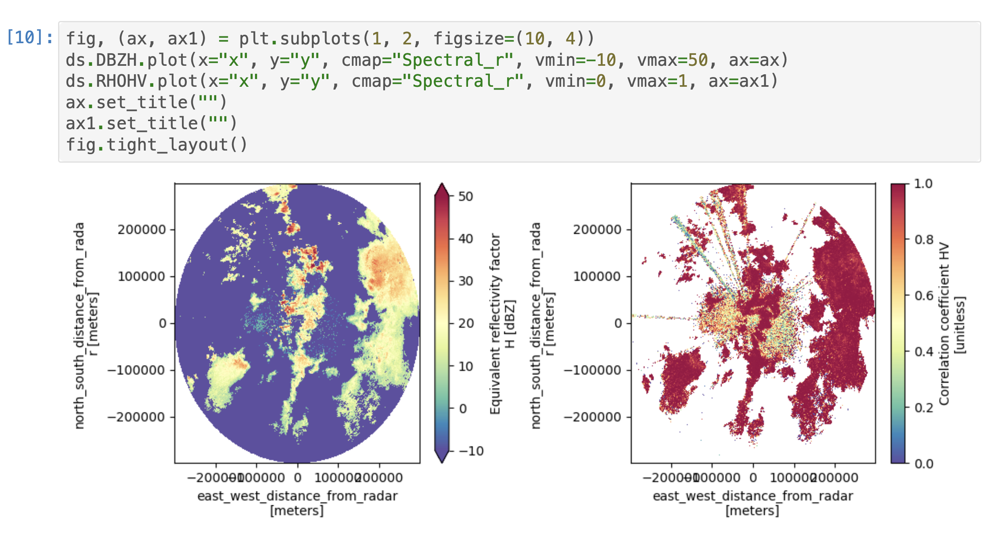 [10]:
fig, (ax, ax1) = plt.subplots(1, 2, figsize=(10, 4))
ds.DBZH.plot(x="x", y="y", cmap="Spectral_r", vmin=-10, vmax=50, ax=ax)
ds.RHOHV.plot(x="x", y="y", cmap="Spectral_r", vmin=0, vmax=1, ax=ax1)
ax.set_title("")
ax1.set_title("")
fig.tight_layout()
north_south_distance_from_rada
r [meters]
200000
100000
0
−100000
−200000
−200000
−100000
0
100000
200000
east_west_distance_from_radar
[meters]
50
40
30
20
10
0
−10
Equivalent reflectivity factor
H [dBZ]
north_south_distance_from_rada
r [meters]
200000
100000
0
−100000
−200000
−200000
−100000
0
100000
200000
east_west_distance_from_radar
[meters]
1.0
0.8
0.6
0.4
0.2
0.0
Correlation coefficient HV
[unitless]